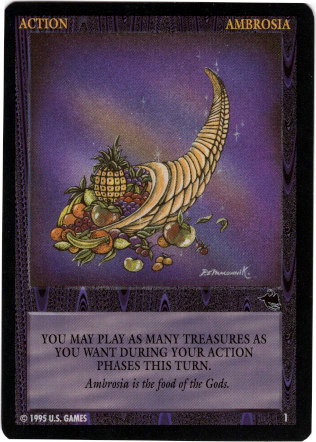 ACTION
AMBROSIA
YOU MAY PLAY AS MANY TREASURES AS
YOU WANT DURING YOUR ACTION
PHASES THIS TURN.
Ambrosia is the food of the Gods.
© 1995 U.S. GAMES
1